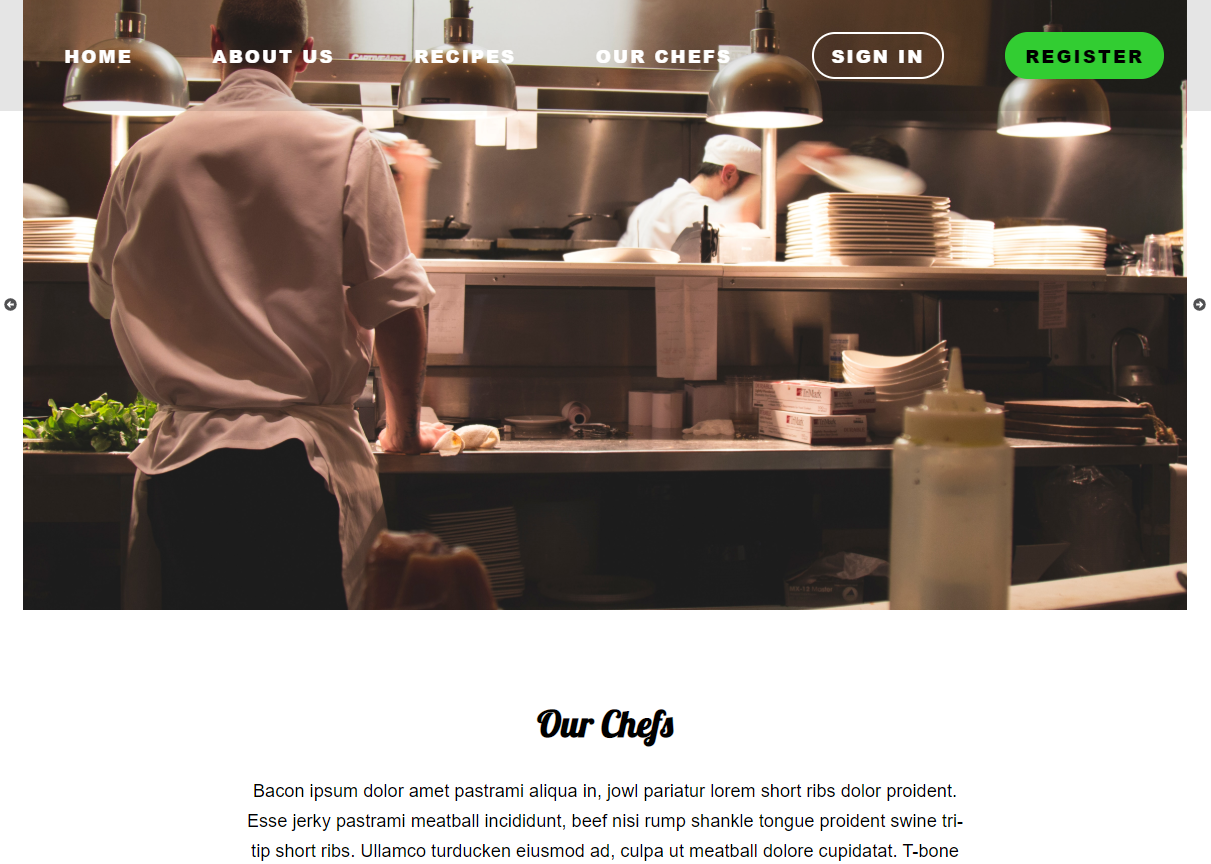 HOME ABOUT US RECIPES OUR CHEFS SIGN IN REGISTER
Our Chefs
Bacon ipsum dolor amet pastrami aliqua in, jowl pariatur lorem short ribs dolor proident.
Esse jerky pastrami meatball incididunt, beef nisi rump shankle tongue proident swine tri-
tip short ribs. Ullamco turducken eiusmod ad, culpa ut meatball dolore cupidatat. T-bone